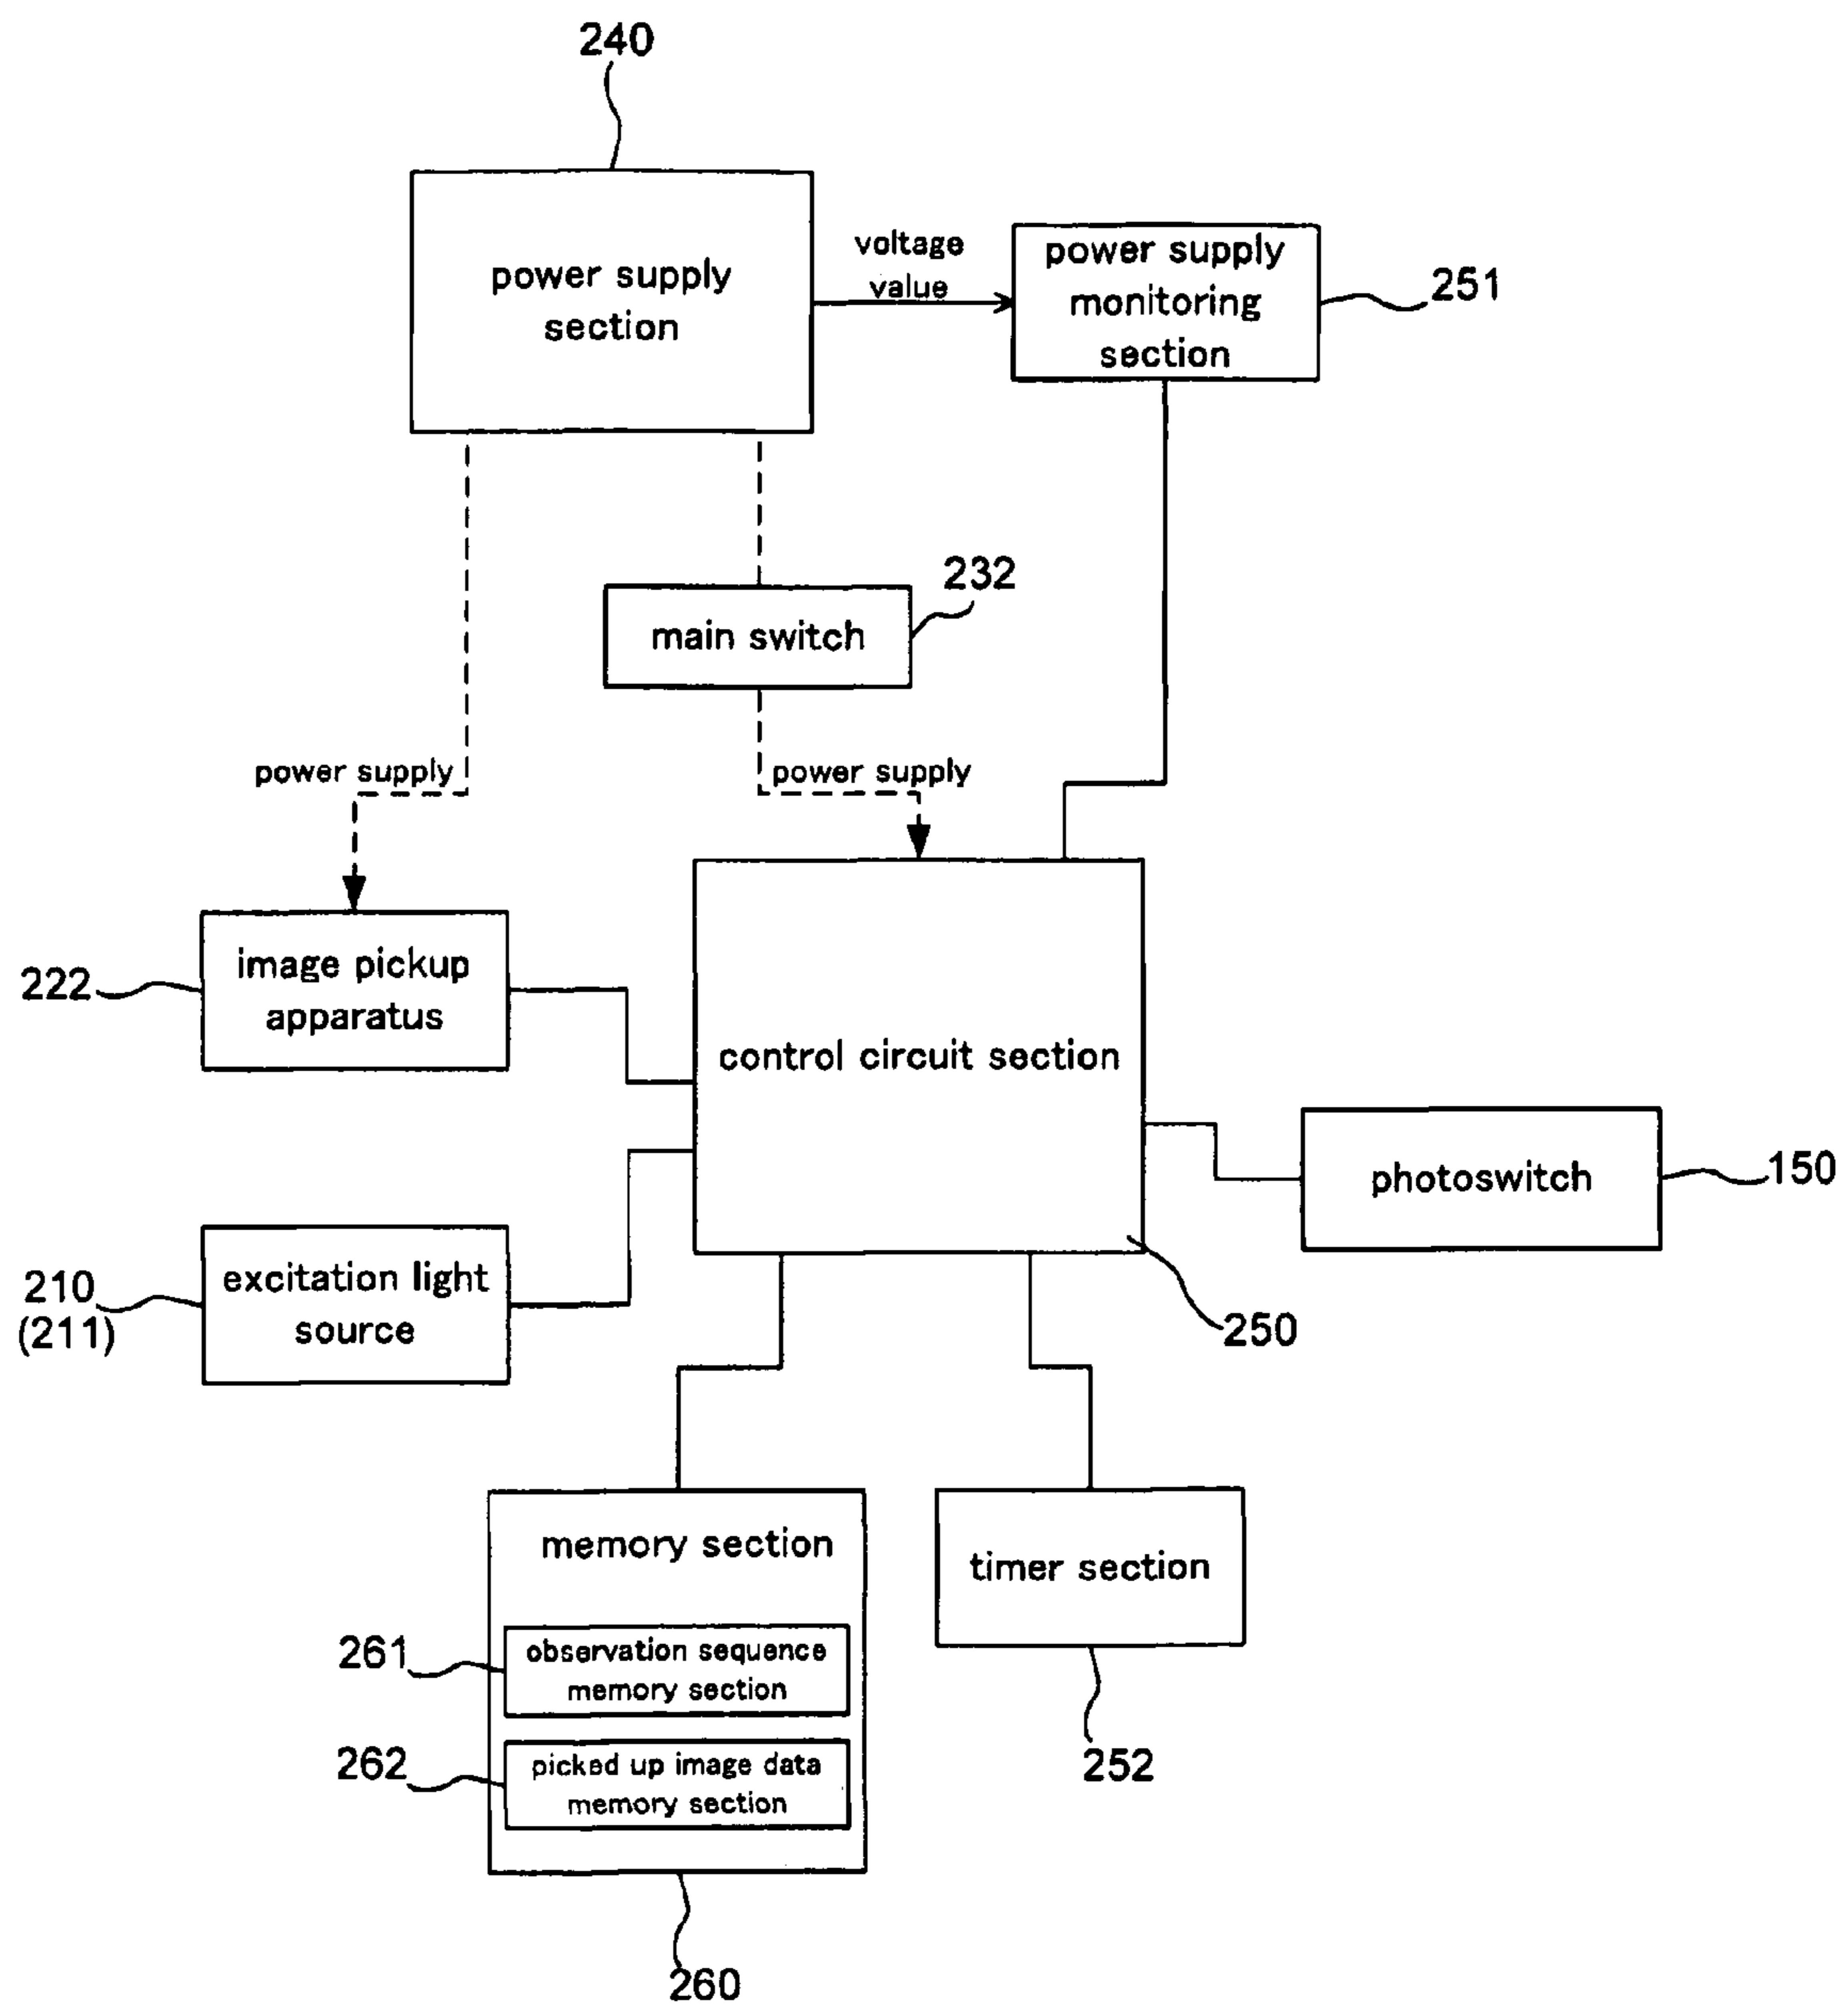 240
power supply
section
voltage
value
power supply
monitoring
section
251
232
main switch
power supply
power supply
222
image pickup
apparatus
control circuit section
photoswitch
150
210
(211)
excitation light
source
250
memory section
timer section
261
observation sequence
memory section
262
picked up image data
memory section
252
260